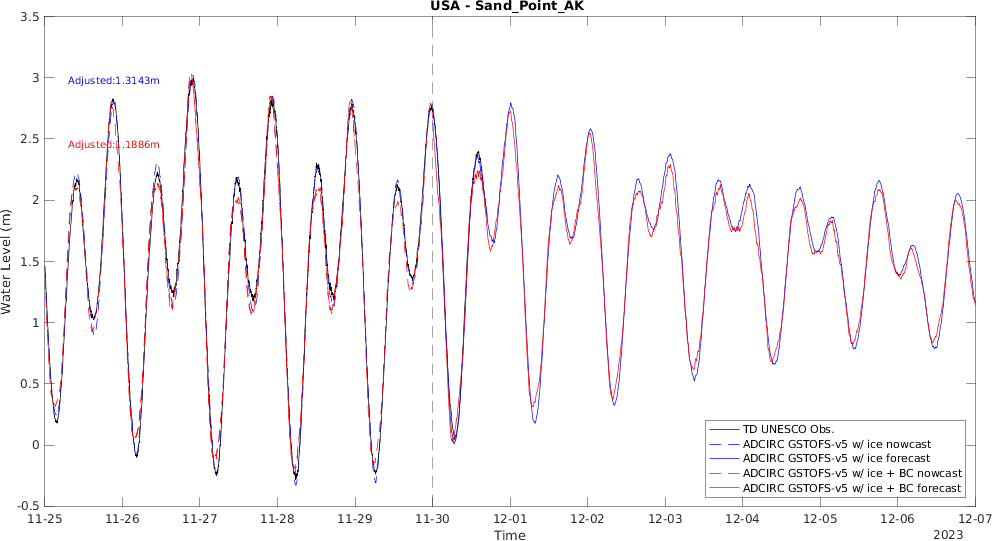 USA - Sand_Point_AK
3.5
3
2.5
2
1.5
1
0.5
0
-0.5
Water Level (m)
Adjusted:1.3143m
Adjusted:1.1886m
TD UNESCO Obs.
ADCIRC GSTOFS-v5 w/ ice nowcast
ADCIRC GSTOFS-v5 w/ ice forecast
ADCIRC GSTOFS-v5 w/ ice + BC nowcast
ADCIRC GSTOFS-v5 w/ ice + BC forecast
11-25 11-26 11-27 11-28 11-29 11-30 12-01 12-02 12-03 12-04 12-05 12-06 12-07
Time
2023